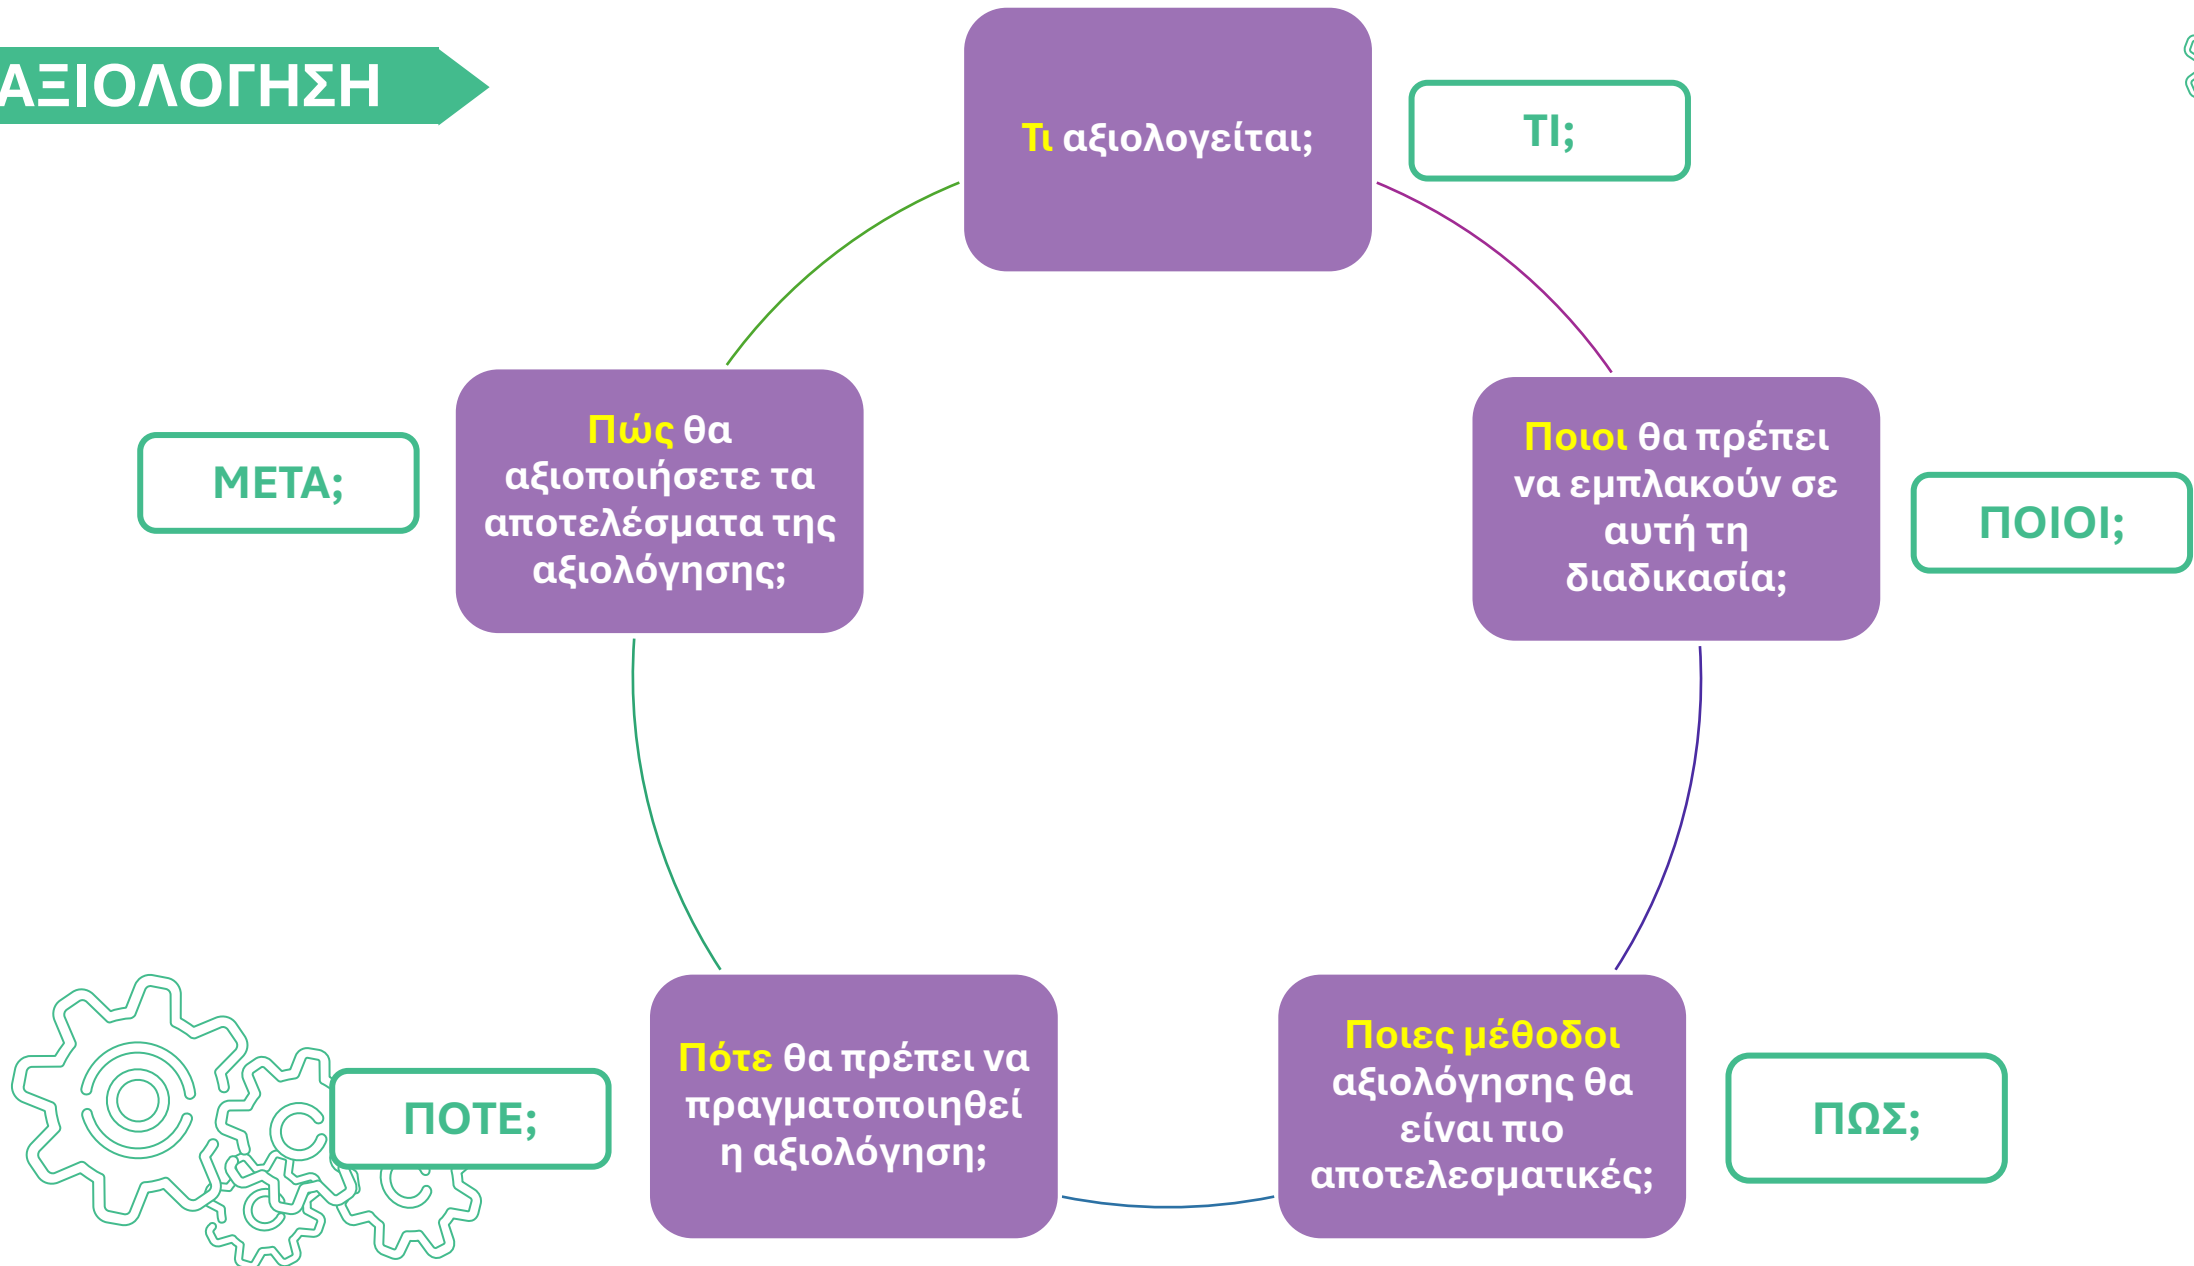 ΑΞΙΟΛΟΓΗΣΗ
Τι αξιολογείται;
ΤΙ;
Ποιοι θα πρέπει
να εμπλακούν σε
αυτή τη
διαδικασία;
ΠΟΙΟΙ;
Ποιες μέθοδοι
αξιολόγησης θα
είναι πιο
αποτελεσματικές;
ΠΩΣ;
Πότε θα πρέπει να
πραγματοποιηθεί
η αξιολόγηση;
ΠΟΤΕ;
Πώς θα
αξιοποιήσετε τα
αποτελέσματα της
αξιολόγησης;
ΜΕΤΑ;